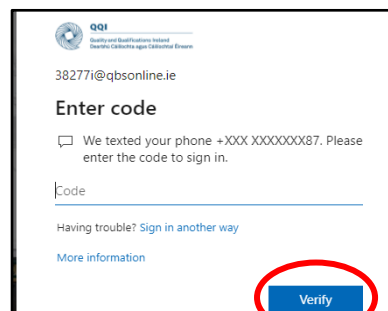 QQI
Quality and Qualifications Ireland
Dearbhú Cáilíochta agus Cáilíochtaí Éireann
38277i@qbsonline.ie
Enter code
We texted your phone +XXX XXXXXXX87. Please
enter the code to sign in.
Code
Having trouble? Sign in another way
More information
Verify